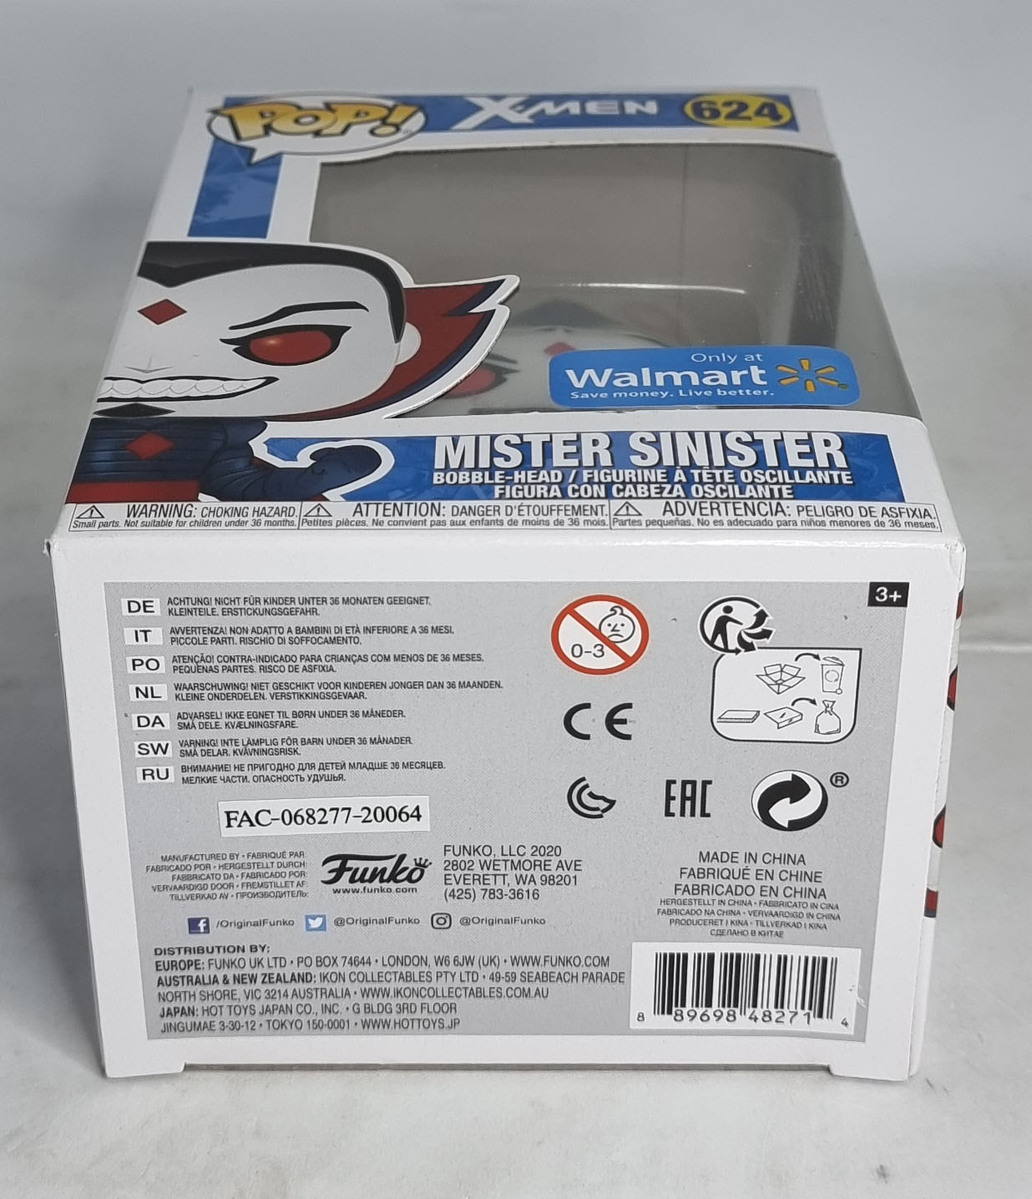 POP! X-MEN 624
Only at
Walmart
Save money. Live better.
MISTER SINISTER
BOBBLE-HEAD / FIGURINE À TÊTE OSCILLANTE
FIGURA CON CABEZA OSCILANTE
WARNING: CHOKING HAZARD.
Small parts. Not suitable for children under 36 months.
ATTENTION: DANGER D'ÉTOUFFEMENT.
Petites pièces. Ne convient pas aux enfants de moins de 36 mois.
ADVERTENCIA: PELIGRO DE ASFIXIA.
Partes pequeñas. No es adecuado para niños menores de 36 meses.
3+
DE ACHTUNG! NICHT FÜR KINDER UNTER 36 MONATEN GEEIGNET.
KLEINTEILE. ERSTICKUNGSGEFAHR.
IT AVVERTENZA! NON ADATTO A BAMBINI DI ETÀ INFERIORE A 36 MESI.
PICCOLE PARTI. RISCHIO DI SOFFOCAMENTO.
PO ATENÇÃO! CONTRA-INDICADO PARA CRIANÇAS COM MENOS DE 36 MESES.
PEQUENAS PARTES. RISCO DE ASFIXIA.
NL WAARSCHUWING! NIET GESCHIKT VOOR KINDEREN JONGER DAN 36 MAANDEN.
KLEINE ONDERDELEN. VERSTIKKINGSGEVAAR.
DA ADVARSEL! IKKE EGNET TIL BØRN UNDER 36 MÅNEDER.
SMÅ DELE. KVÆLNINGSFARE.
SW VARNING! INTE LÄMPLIG FÖR BARN UNDER 36 MÅNADER.
SMÅ DELAR. KVÄVNINGSRISK.
RU ВНИМАНИЕ! НЕ ПРИГОДНО ДЛЯ ДЕТЕЙ МЛАДШЕ 36 МЕСЯЦЕВ.
МЕЛКИЕ ЧАСТИ. ОПАСНОСТЬ УДУШЬЯ.
0-3
CE
EAC
®
FAC-068277-20064
MANUFACTURED BY • FABRIQUÉ PAR
FABRICADO POR • HERGESTELLT DURCH:
FABBRICATO DA • FABRICADO POR:
VERVAARDIGD DOOR • FREMSTILLET AF:
TILLVERKAD AV • ПРОИЗВОДИТЕЛЬ:
Funko
www.funko.com
FUNKO, LLC 2020
2802 WETMORE AVE
EVERETT, WA 98201
(425) 783-3616
MADE IN CHINA
FABRIQUÉ EN CHINE
FABRICADO EN CHINA
HERGESTELLT IN CHINA • FABBRICATO IN CINA
FABRICADO NA CHINA • VERVAARDIGD IN CHINA
PRODUCERET I KINA • TILLVERKAD I KINA
СДЕЛАНО В КИТАЕ
/OriginalFunko @OriginalFunko @OriginalFunko
DISTRIBUTION BY:
EUROPE: FUNKO UK LTD • PO BOX 74644 • LONDON, W6 6JW (UK) • WWW.FUNKO.COM
AUSTRALIA & NEW ZEALAND: IKON COLLECTABLES PTY LTD • 49-59 SEABEACH PARADE
NORTH SHORE, VIC 3214 AUSTRALIA • WWW.IKONCOLLECTABLES.COM.AU
JAPAN: HOT TOYS JAPAN CO., INC. • G BLDG 3RD FLOOR
JINGUMAE 3-30-12 • TOKYO 150-0001 • WWW.HOTTOYS.JP
8 89698 48271 4